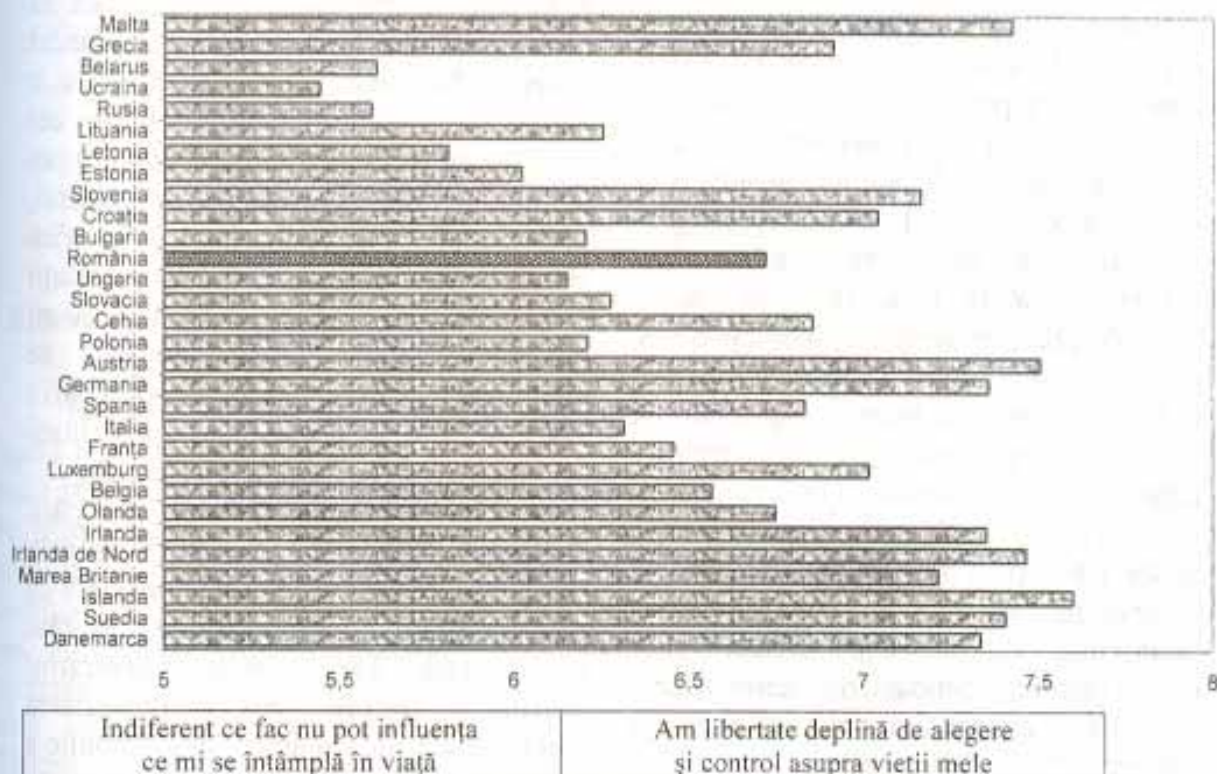 Malta
Grecia
Belarus
Ucraina
Rusia
Lituania
Letonia
Estonia
Slovenia
Croația
Bulgaria
România
Ungaria
Slovacia
Cehia
Polonia
Austria
Germania
Spania
Italia
Franța
Luxemburg
Belgia
Olanda
Irlanda
Irlanda de Nord
Marea Britanie
Islanda
Suedia
Danemarca
5 5,5 6 6,5 7 7,5 8
Indiferent ce fac nu pot influența
ce mi se întâmplă în viață
Am libertate deplină de alegere
și control asupra vieții mele